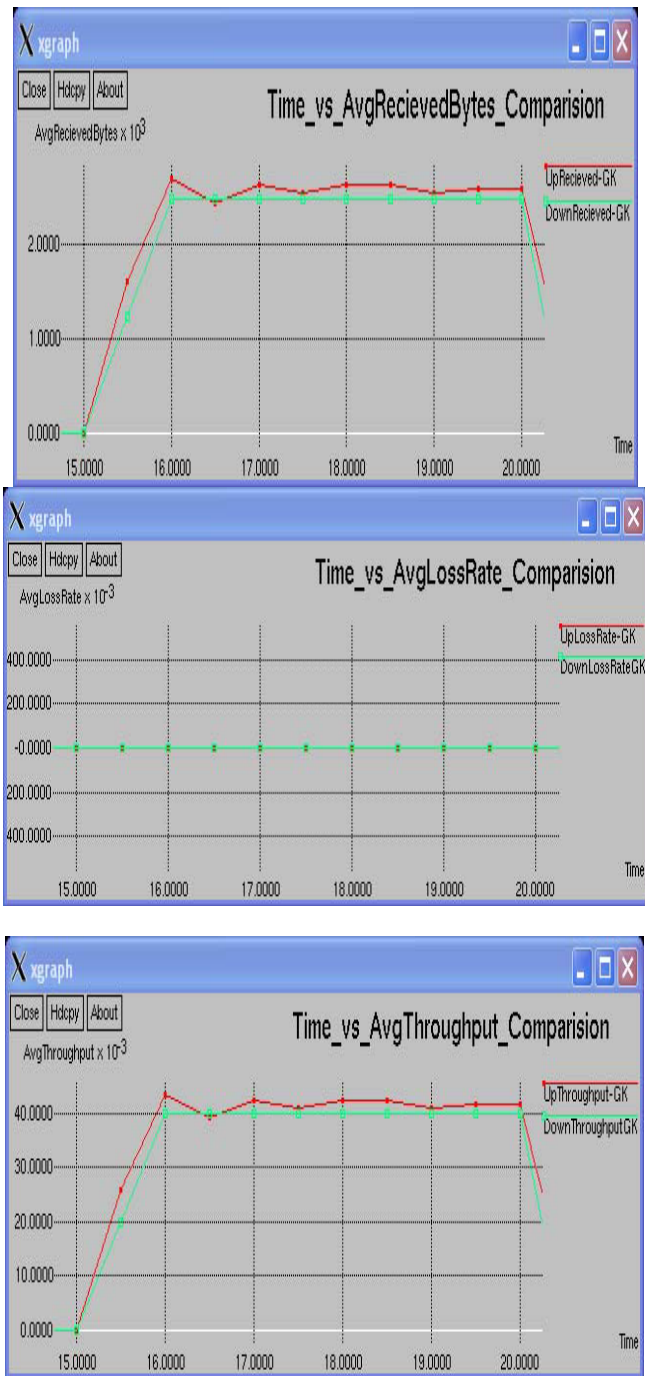 X xgraph
Close Hdcpy About
Time_vs_AvgRecievedBytes_Comparision
AvgRecievedBytes x 10^3
UpRecieved-GK
DownRecieved-GK
2.0000
1.0000
0.0000
Time
15.0000 16.0000 17.0000 18.0000 19.0000 20.0000
X xgraph
Close Hdcpy About
Time_vs_AvgLossRate_Comparision
AvgLossRate x 10^-3
UpLossRate-GK
DownLossRateGK
400.0000
200.0000
-0.0000
200.0000
400.0000
Time
15.0000 16.0000 17.0000 18.0000 19.0000 20.0000
X xgraph
Close Hdcpy About
Time_vs_AvgThroughput_Comparision
AvgThroughput x 10^-3
UpThroughput-GK
DownThroughputGK
40.0000
30.0000
20.0000
10.0000
0.0000
Time
15.0000 16.0000 17.0000 18.0000 19.0000 20.0000